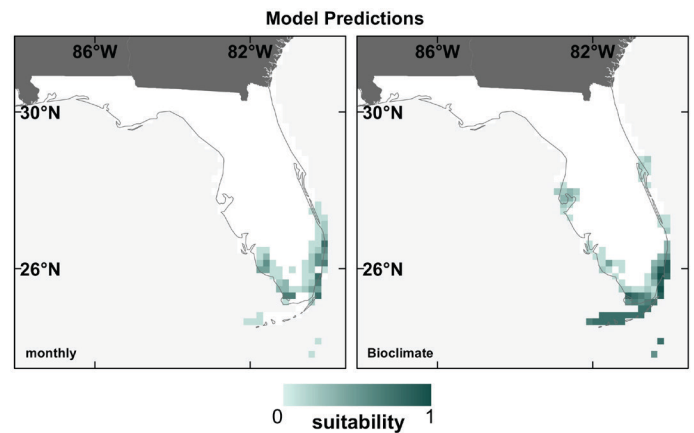 Model Predictions
86°W 82°W
30°N
26°N
monthly
86°W 82°W
30°N
26°N
Bioclimate
0 suitability 1